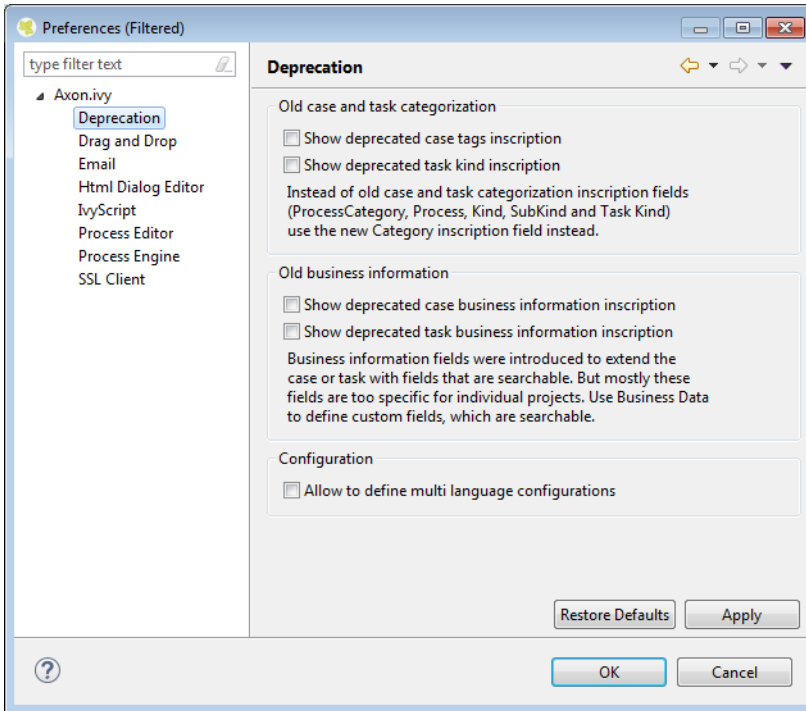 Preferences (Filtered)
type filter text
Axon.ivy
Deprecation
Drag and Drop
Email
Html Dialog Editor
IvyScript
Process Editor
Process Engine
SSL Client
Deprecation
Old case and task categorization
Show deprecated case tags inscription
Show deprecated task kind inscription
Instead of old case and task categorization inscription fields
(ProcessCategory, Process, Kind, SubKind and Task Kind)
use the new Category inscription field instead.
Old business information
Show deprecated case business information inscription
Show deprecated task business information inscription
Business information fields were introduced to extend the
case or task with fields that are searchable. But mostly these
fields are too specific for individual projects. Use Business Data
to define custom fields, which are searchable.
Configuration
Allow to define multi language configurations
Restore Defaults
Apply
?
OK
Cancel